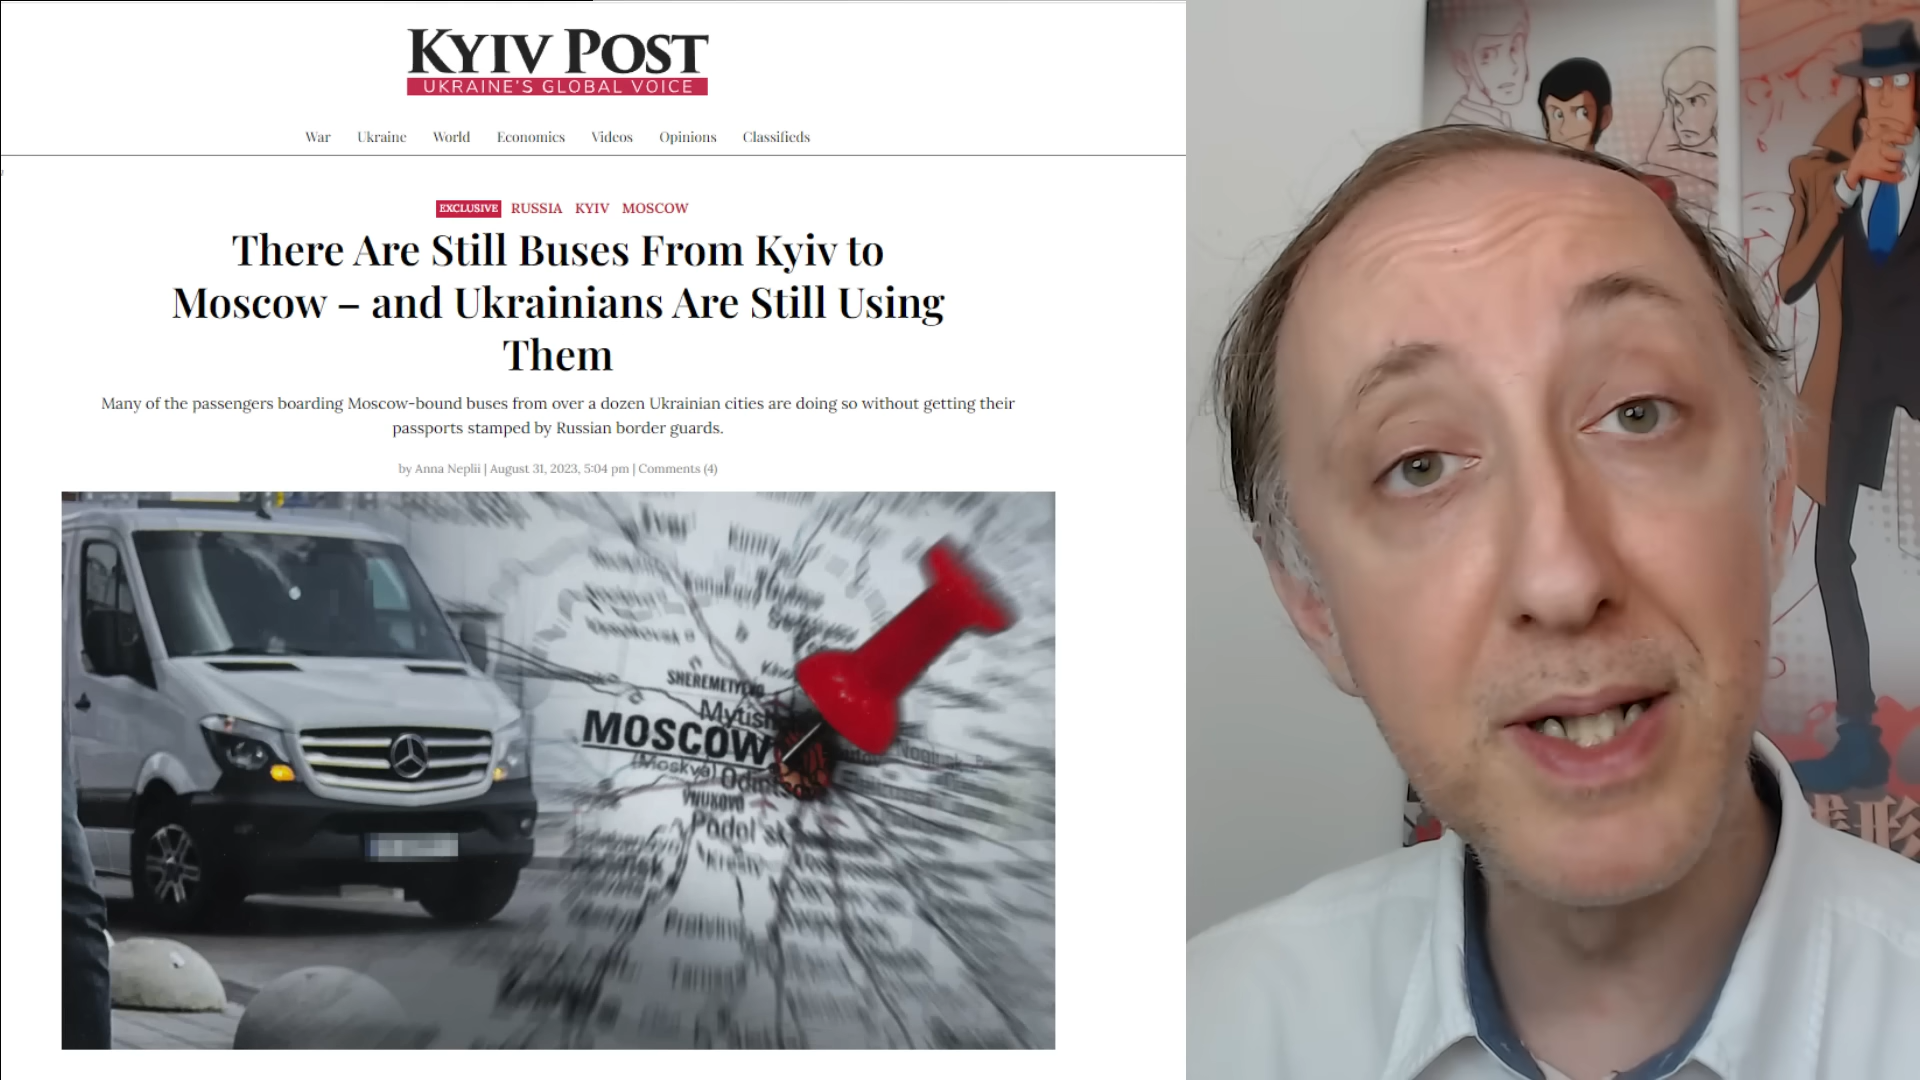 KYIV POST
UKRAINE'S GLOBAL VOICE
War Ukraine World Economics Videos Opinions Classifieds
EXCLUSIVE RUSSIA KYIV MOSCOW
There Are Still Buses From Kyiv to
Moscow – and Ukrainians Are Still Using
Them
Many of the passengers boarding Moscow-bound buses from over a dozen Ukrainian cities are doing so without getting their
passports stamped by Russian border guards.
by Anna Neplii | August 31, 2023, 5:04 pm | Comments (4)
MOSCOW
(Moskva)
VNUKOVO